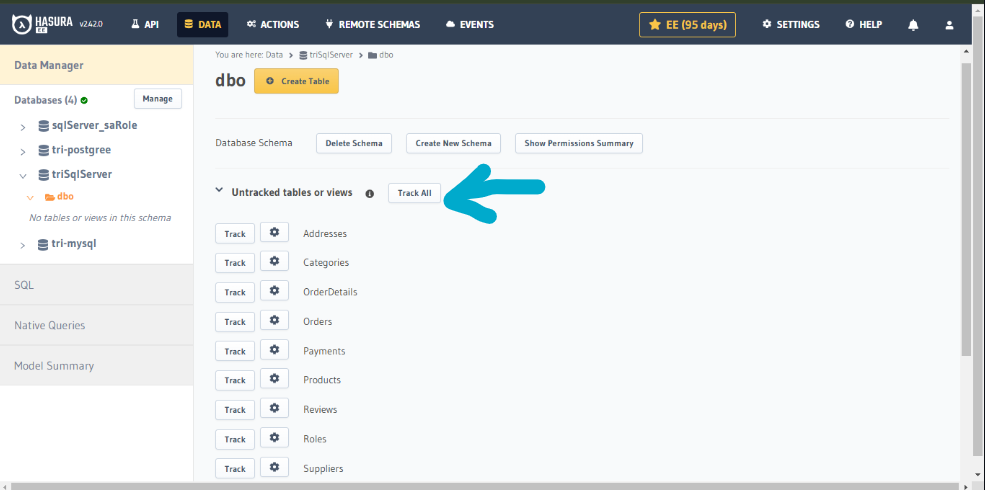 HASURA EE v2.42.0 API DATA ACTIONS REMOTE SCHEMAS EVENTS EE (95 days) SETTINGS HELP
Data Manager
Databases (4) Manage
sqlServer_saRole
tri-postgree
triSqlServer
dbo
No tables or views in this schema
tri-mysql
SQL
Native Queries
Model Summary
You are here: Data > triSqlServer > dbo
dbo Create Table
Database Schema Delete Schema Create New Schema Show Permissions Summary
Untracked tables or views Track All
Track Addresses
Track Categories
Track OrderDetails
Track Orders
Track Payments
Track Products
Track Reviews
Track Roles
Track Suppliers